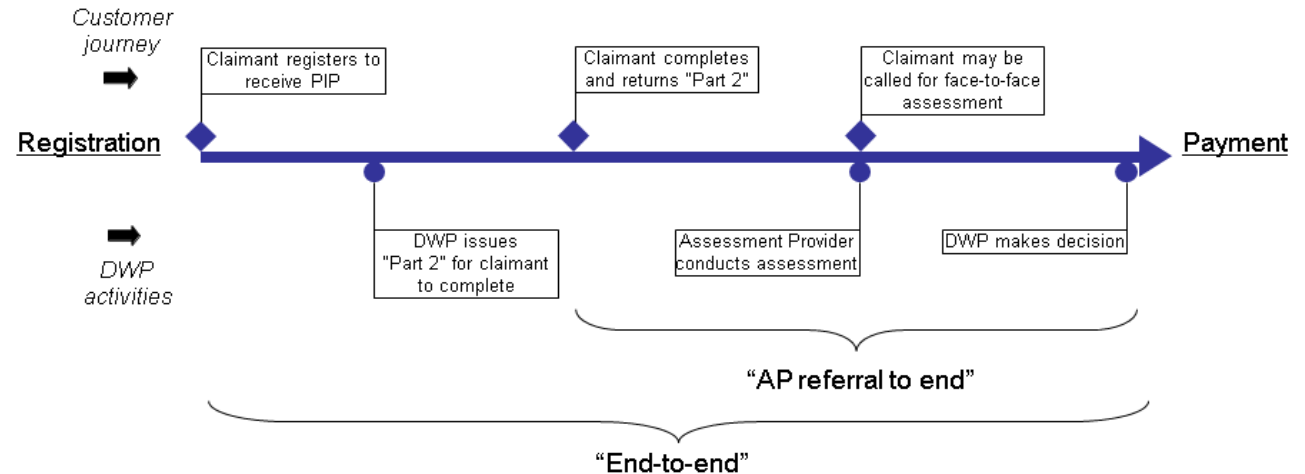 Customer
journey
Claimant registers to
receive PIP
Claimant completes
and returns "Part 2"
Claimant may be
called for face-to-face
assessment
Registration
Payment
DWP issues
"Part 2" for claimant
to complete
Assessment Provider
conducts assessment
DWP makes decision
DWP
activities
“AP referral to end”
“End-to-end”